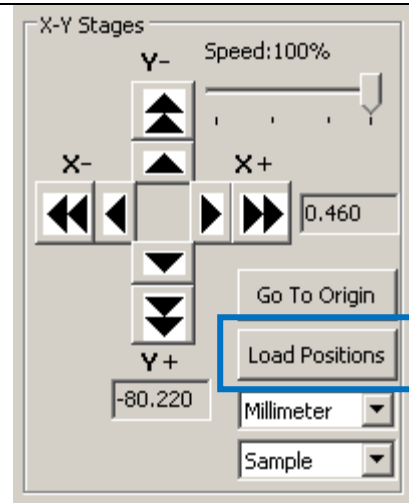 X-Y Stages
Y-
Speed:100%
X-
X+
0.460
Go To Origin
Load Positions
Y+
-80.220
Millimeter
Sample